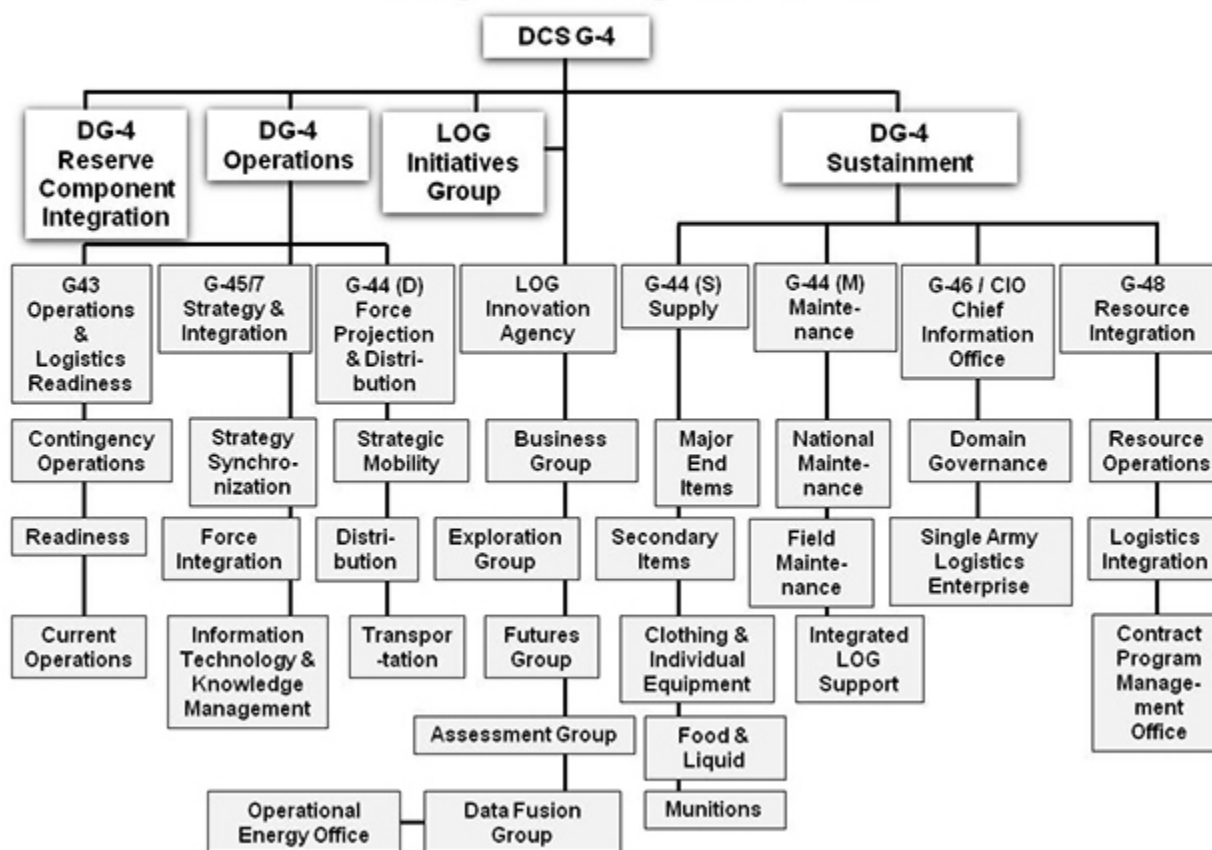 DCS G-4
DG-4
Reserve
Component
Integration
DG-4
Operations
LOG
Initiatives
Group
DG-4
Sustainment
G43
Operations
&
Logistics
Readiness
G-45/7
Strategy &
Integration
G-44 (D)
Force
Projection
& Distri-
bution
LOG
Innovation
Agency
G-44 (S)
Supply
G-44 (M)
Mainte-
nance
G-46 / CIO
Chief
Information
Office
G-48
Resource
Integration
Contingency
Operations
Strategy
Synchro-
nization
Strategic
Mobility
Business
Group
Major
End
Items
National
Mainte-
nance
Domain
Governance
Resource
Operations
Readiness
Force
Integration
Distri-
bution
Exploration
Group
Secondary
Items
Field
Mainte-
nance
Single Army
Logistics
Enterprise
Logistics
Integration
Current
Operations
Information
Technology &
Knowledge
Management
Transpor
-tation
Futures
Group
Clothing &
Individual
Equipment
Integrated
LOG
Support
Contract
Program
Manage-
ment
Office
Assessment Group
Food &
Liquid
Operational
Energy Office
Data Fusion
Group
Munitions